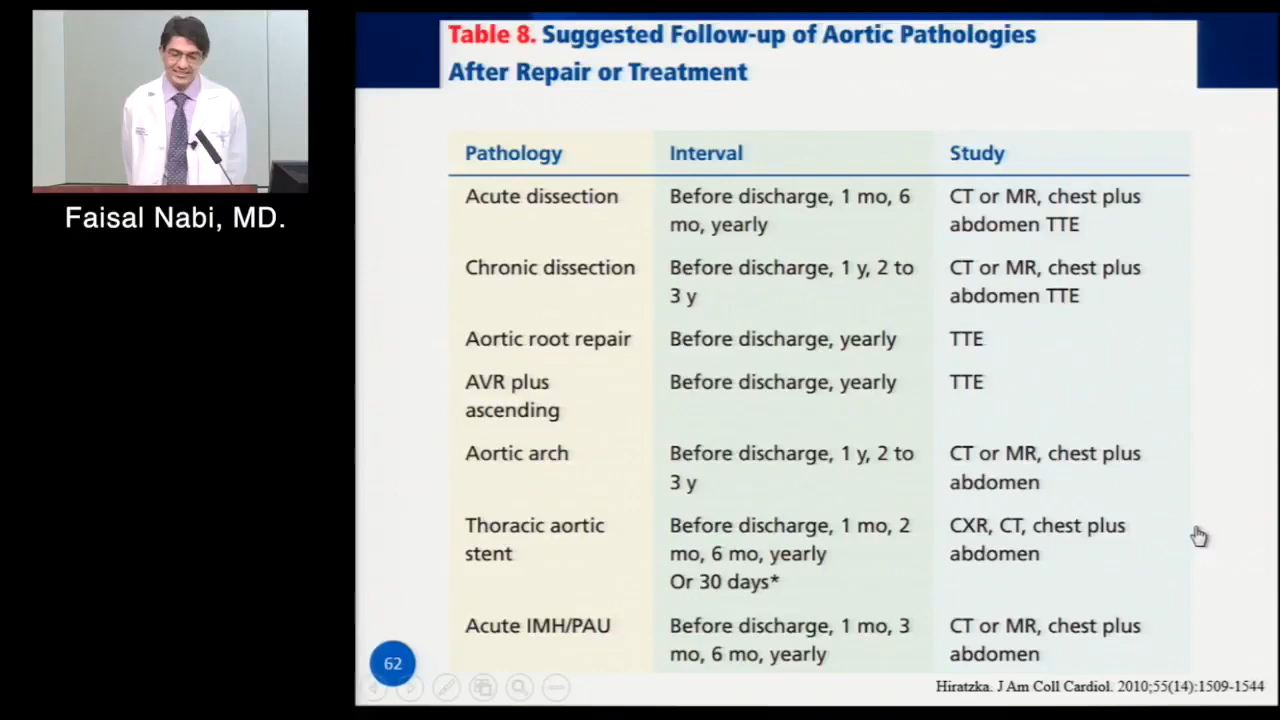 Faisal Nabi, MD.
Table 8. Suggested Follow-up of Aortic Pathologies
After Repair or Treatment
Pathology Interval Study
Acute dissection Before discharge, 1 mo, 6 CT or MR, chest plus
mo, yearly abdomen TTE
Chronic dissection Before discharge, 1 y, 2 to CT or MR, chest plus
3 y abdomen TTE
Aortic root repair Before discharge, yearly TTE
AVR plus Before discharge, yearly TTE
ascending
Aortic arch Before discharge, 1 y, 2 to CT or MR, chest plus
3 y abdomen
Thoracic aortic Before discharge, 1 mo, 2 CXR, CT, chest plus
stent mo, 6 mo, yearly abdomen
Or 30 days*
Acute IMH/PAU Before discharge, 1 mo, 3 CT or MR, chest plus
mo, 6 mo, yearly abdomen
62
Hiratzka. J Am Coll Cardiol. 2010;55(14):1509-1544